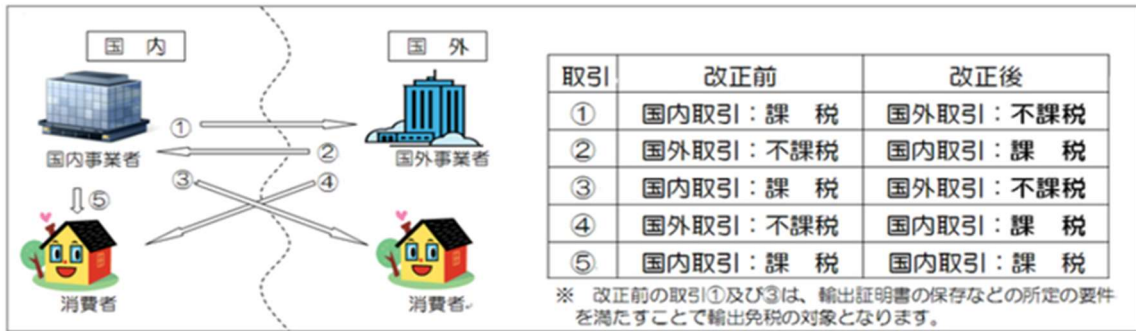 国 内
国 外
①
国内事業者
国外事業者
②
③
④
⑤
消費者
消費者
取引 改正前 改正後
① 国内取引：課 税 国外取引：不課税
② 国外取引：不課税 国内取引：課 税
③ 国内取引：課 税 国外取引：不課税
④ 国外取引：不課税 国内取引：課 税
⑤ 国内取引：課 税 国内取引：課 税
※ 改正前の取引①及び③は、輸出証明書の保存などの所定の要件
を満たすことで輸出免税の対象となります。